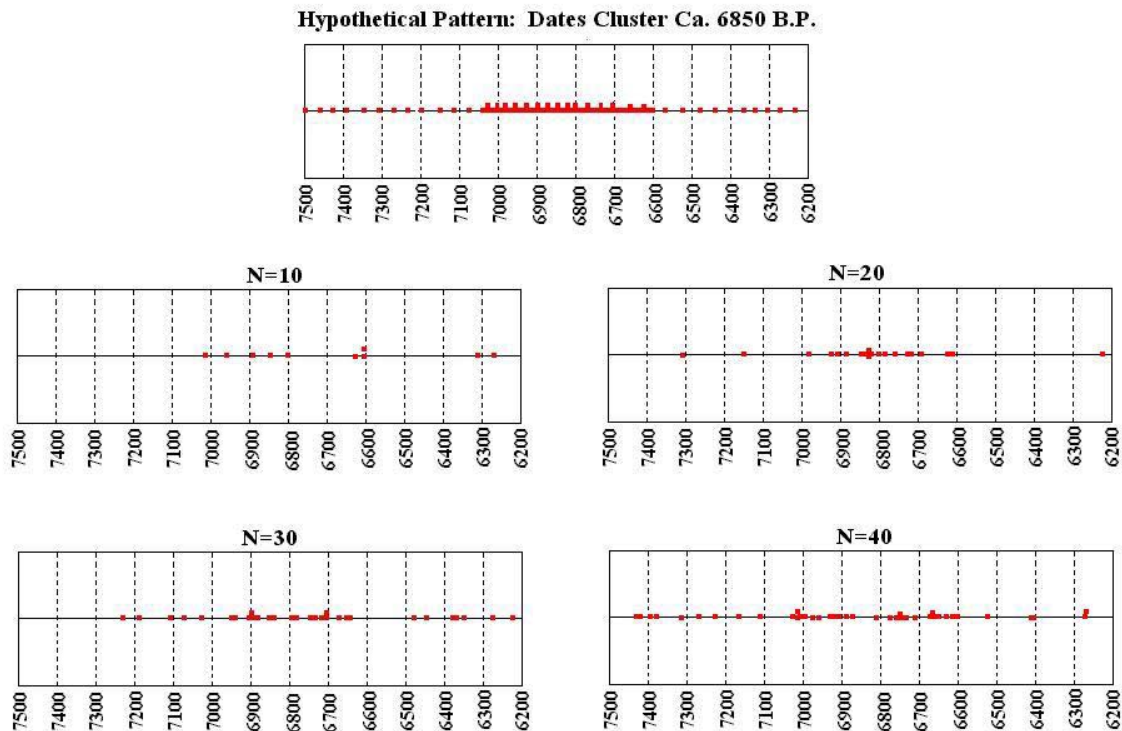 Hypothetical Pattern: Dates Cluster Ca. 6850 B.P.
7500 7400 7300 7200 7100 7000 6900 6800 6700 6600 6500 6400 6300 6200
N=10 N=20
7500 7400 7300 7200 7100 7000 6900 6800 6700 6600 6500 6400 6300 6200 7500 7400 7300 7200 7100 7000 6900 6800 6700 6600 6500 6400 6300 6200
N=30 N=40
7500 7400 7300 7200 7100 7000 6900 6800 6700 6600 6500 6400 6300 6200 7500 7400 7300 7200 7100 7000 6900 6800 6700 6600 6500 6400 6300 6200